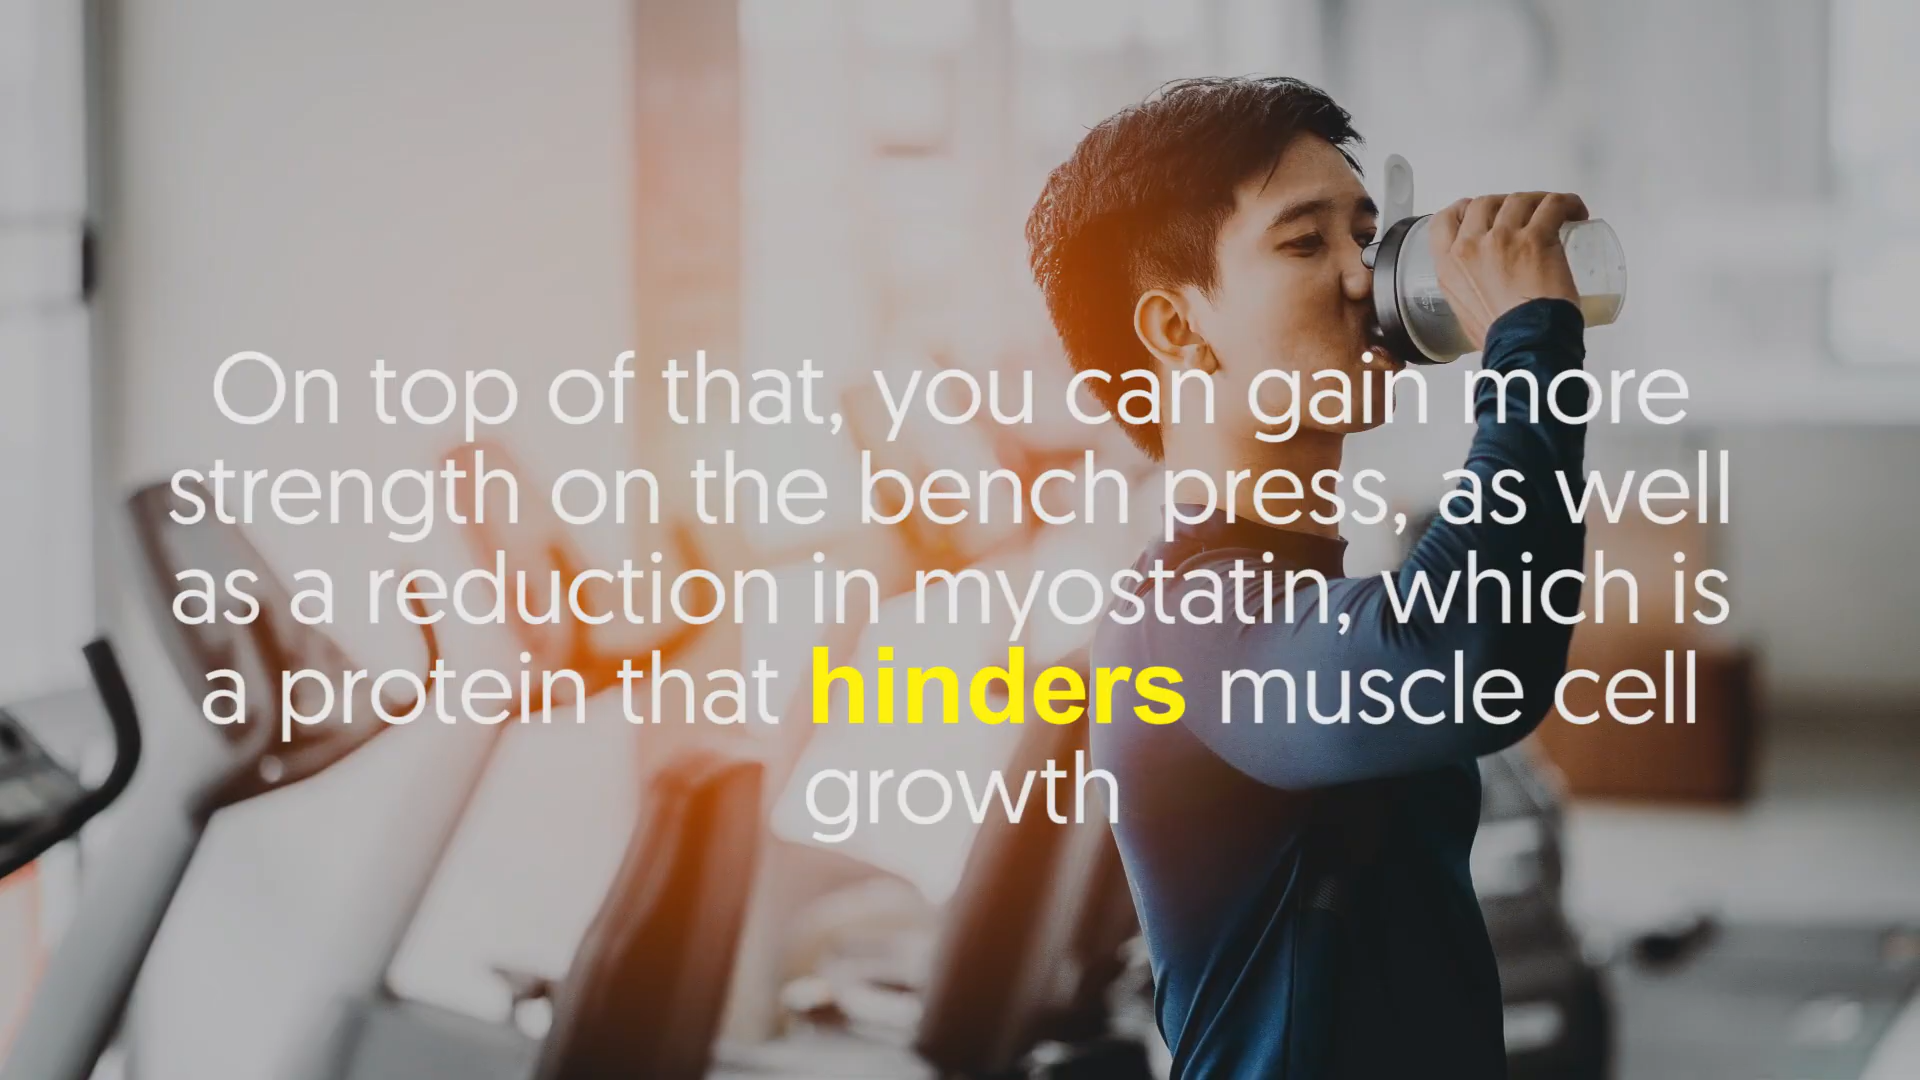 On top of that, you can gain more
strength on the bench press, as well
as a reduction in myostatin, which is
a protein that hinders muscle cell
growth